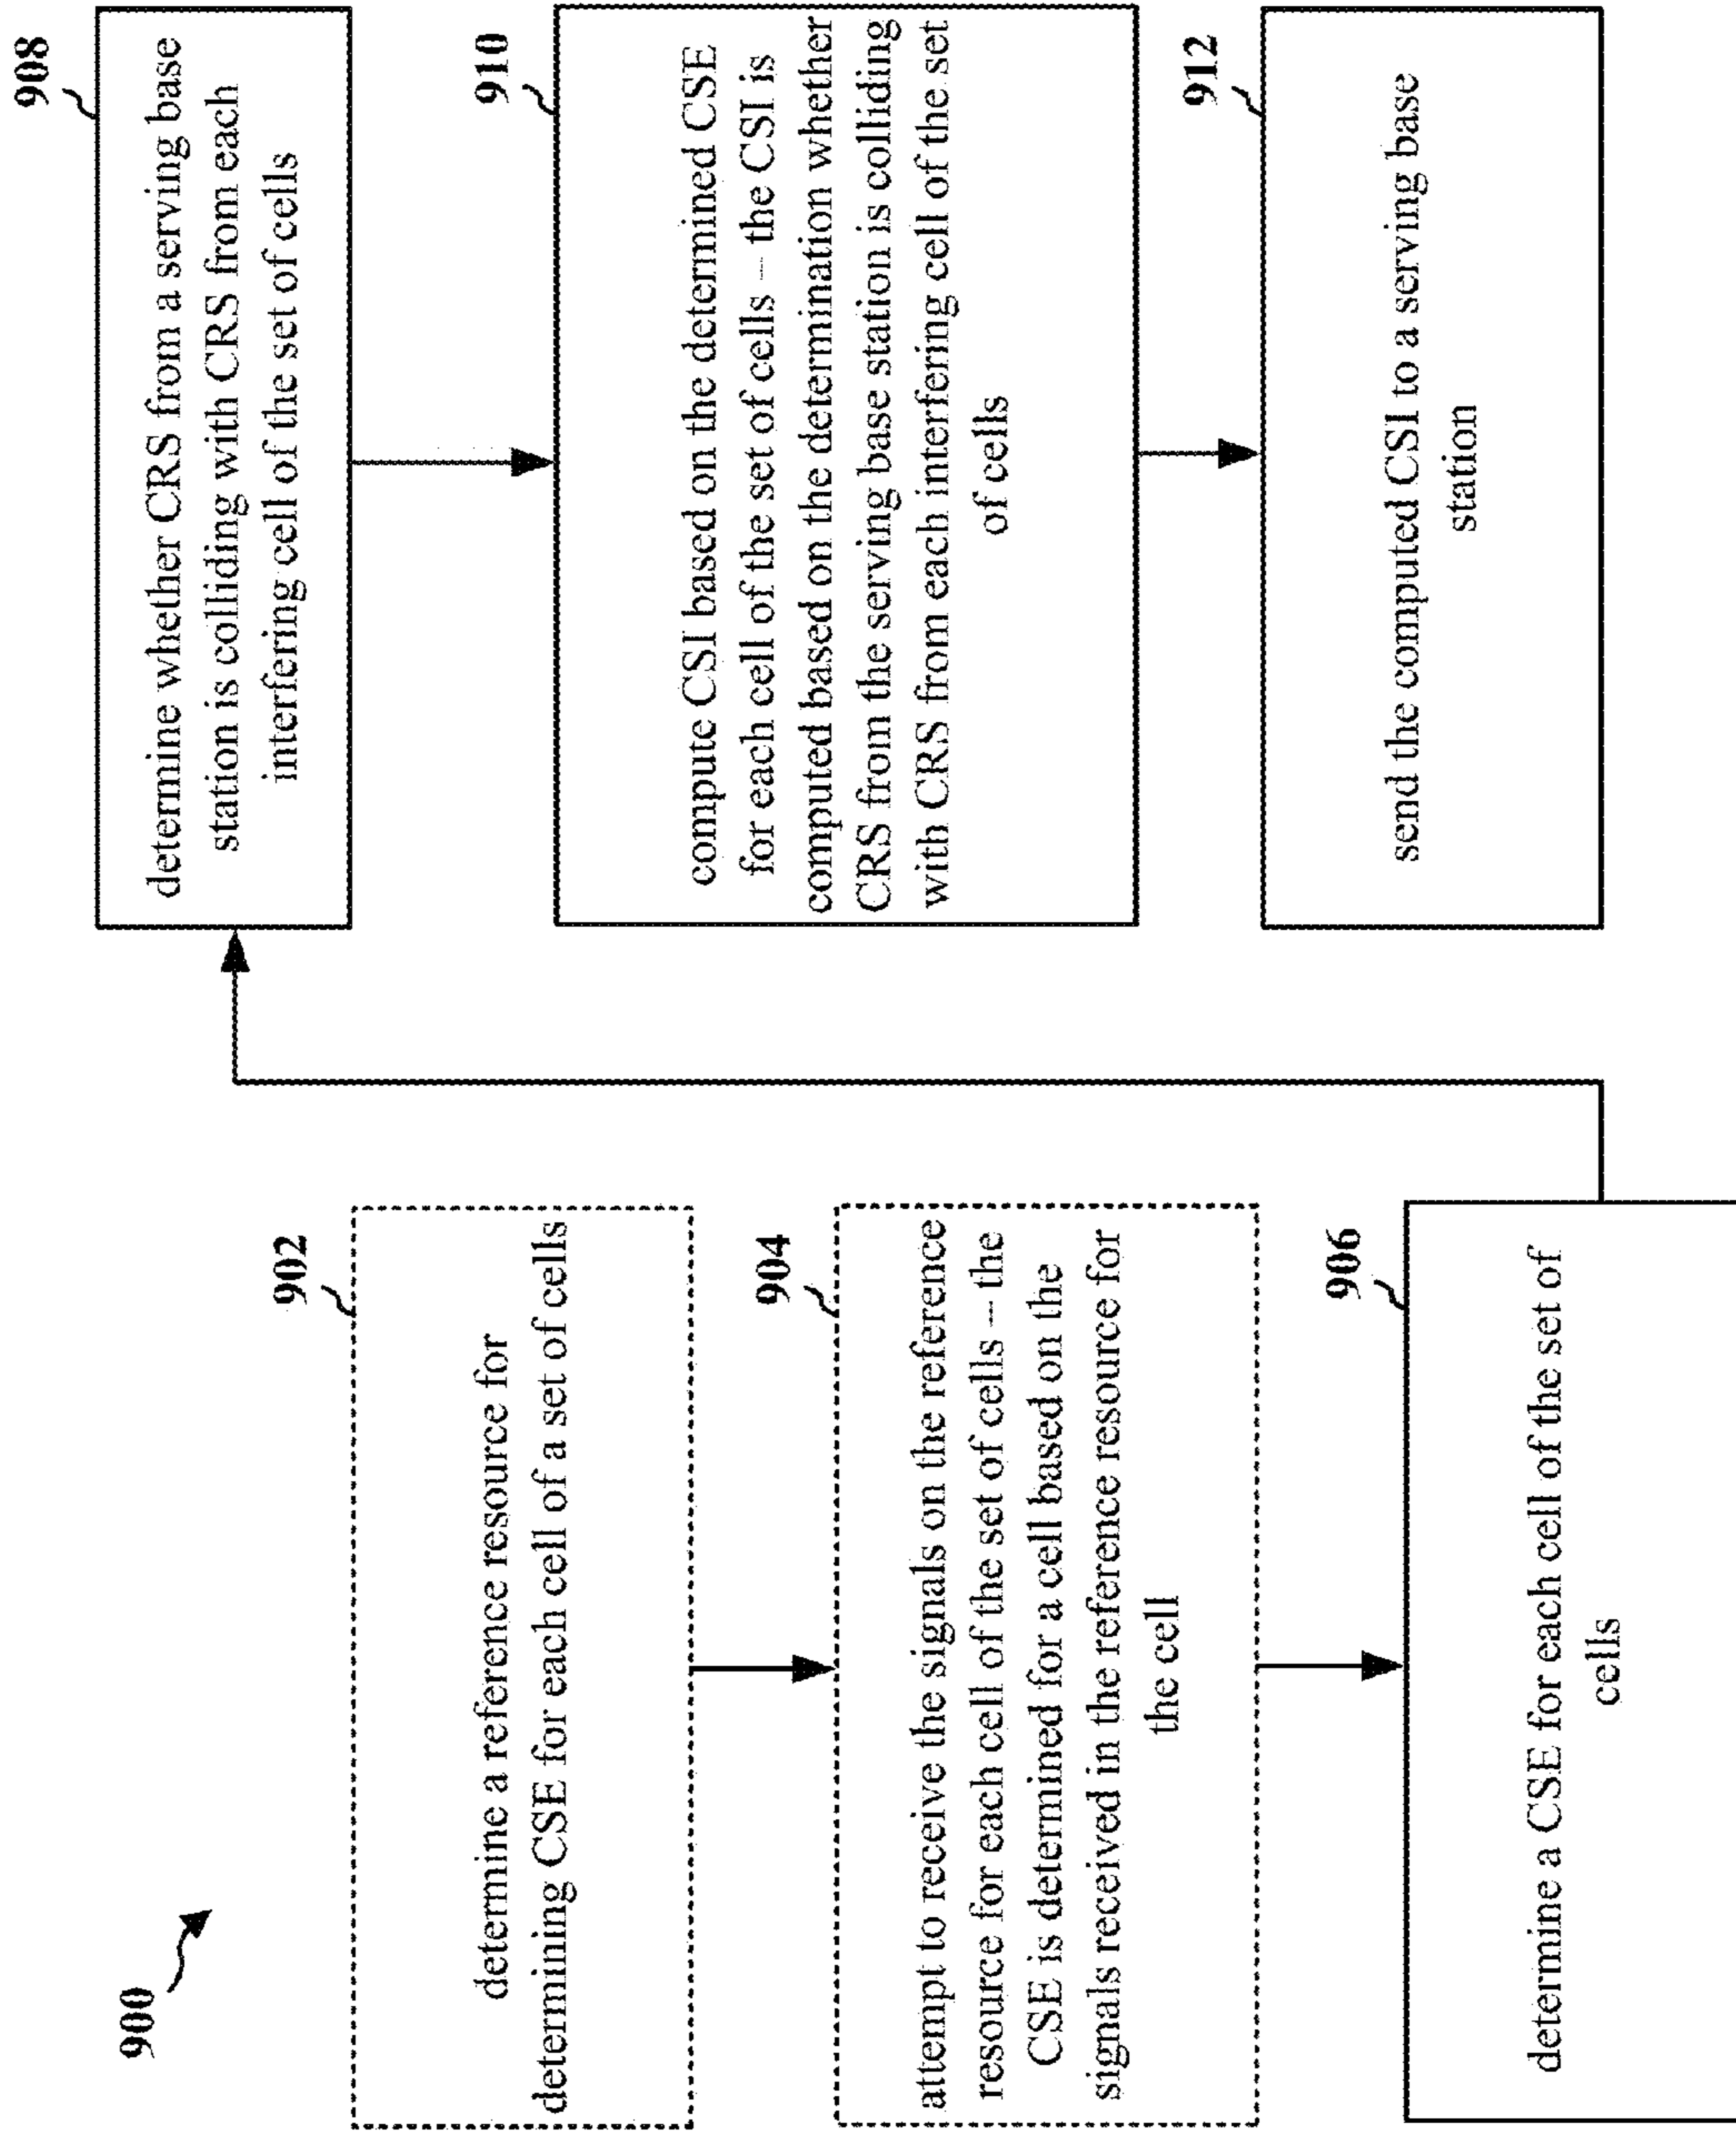 900
902
determine a reference resource for
determining CSE for each cell of a set of cells
904
attempt to receive the signals on the reference
resource for each cell of the set of cells – the
CSE is determined for a cell based on the
signals received in the reference resource for
the cell
906
determine a CSE for each cell of the set of
cells
908
determine whether CRS from a serving base
station is colliding with CRS from each
interfering cell of the set of cells
910
compute CSI based on the determined CSE
for each cell of the set of cells – the CSI is
computed based on the determination whether
CRS from the serving base station is colliding
with CRS from each interfering cell of the set
of cells
912
send the computed CSI to a serving base
station